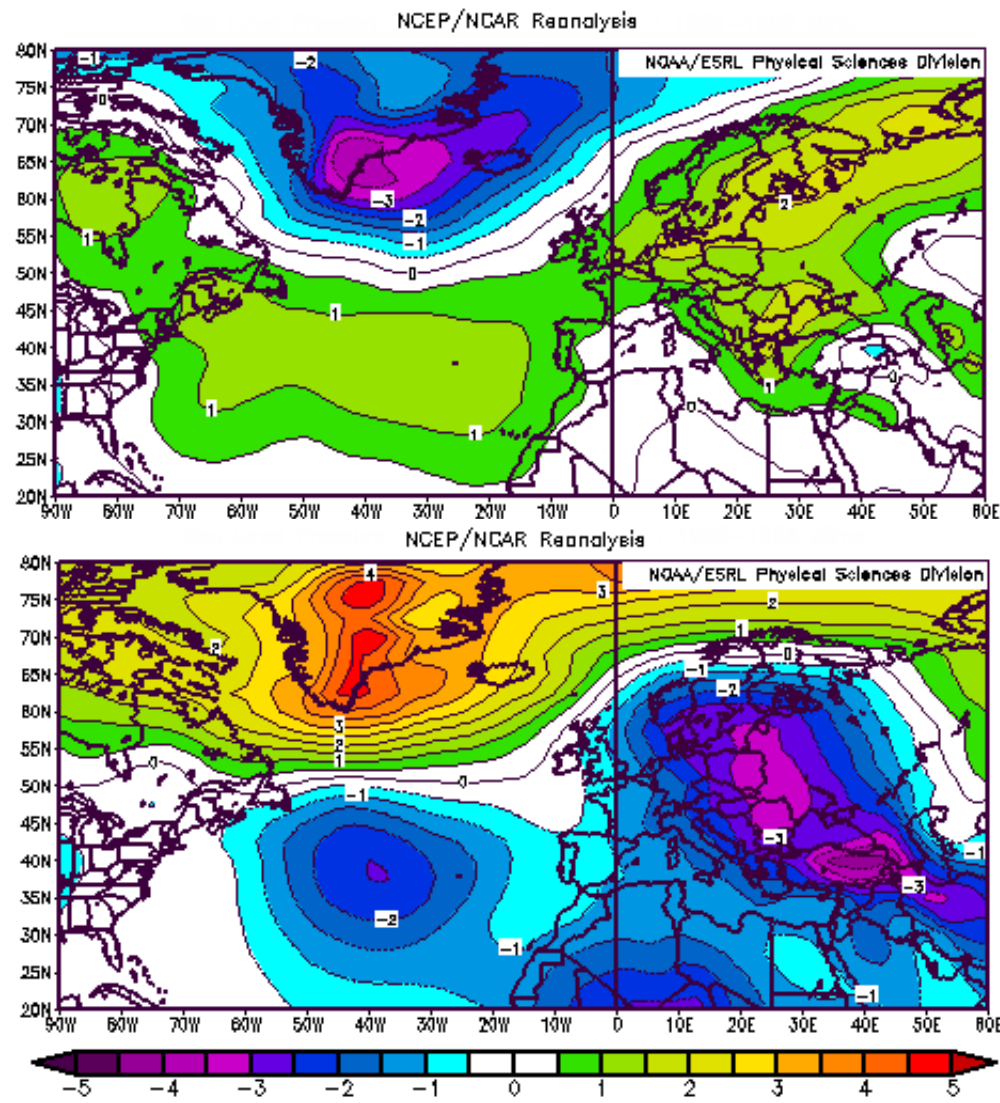 NCEP/NCAR Reanalysis
NOAA/ESRL Physical Sciences Division
80N
-1
-2
75N
0
70N
65N
60N
-3
2
-2
55N
1
-1
50N
0
45N
1
40N
0
35N
1
30N
1
0
1
25N
20N
90W 80W 70W 60W 50W 40W 30W 20W 10W 0 10E 20E 30E 40E 50E 60E
NCEP/NCAR Reanalysis
NOAA/ESRL Physical Sciences Division
80N
4
75N
3
2
70N
2
1
0
65N
-1
-2
60N
3
55N
2
1
50N
0
0
-1
45N
-3
-1
40N
-3
35N
-2
30N
-1
25N
-1
20N
90W 80W 70W 60W 50W 40W 30W 20W 10W 0 10E 20E 30E 40E 50E 60E
-5 -4 -3 -2 -1 0 1 2 3 4 5